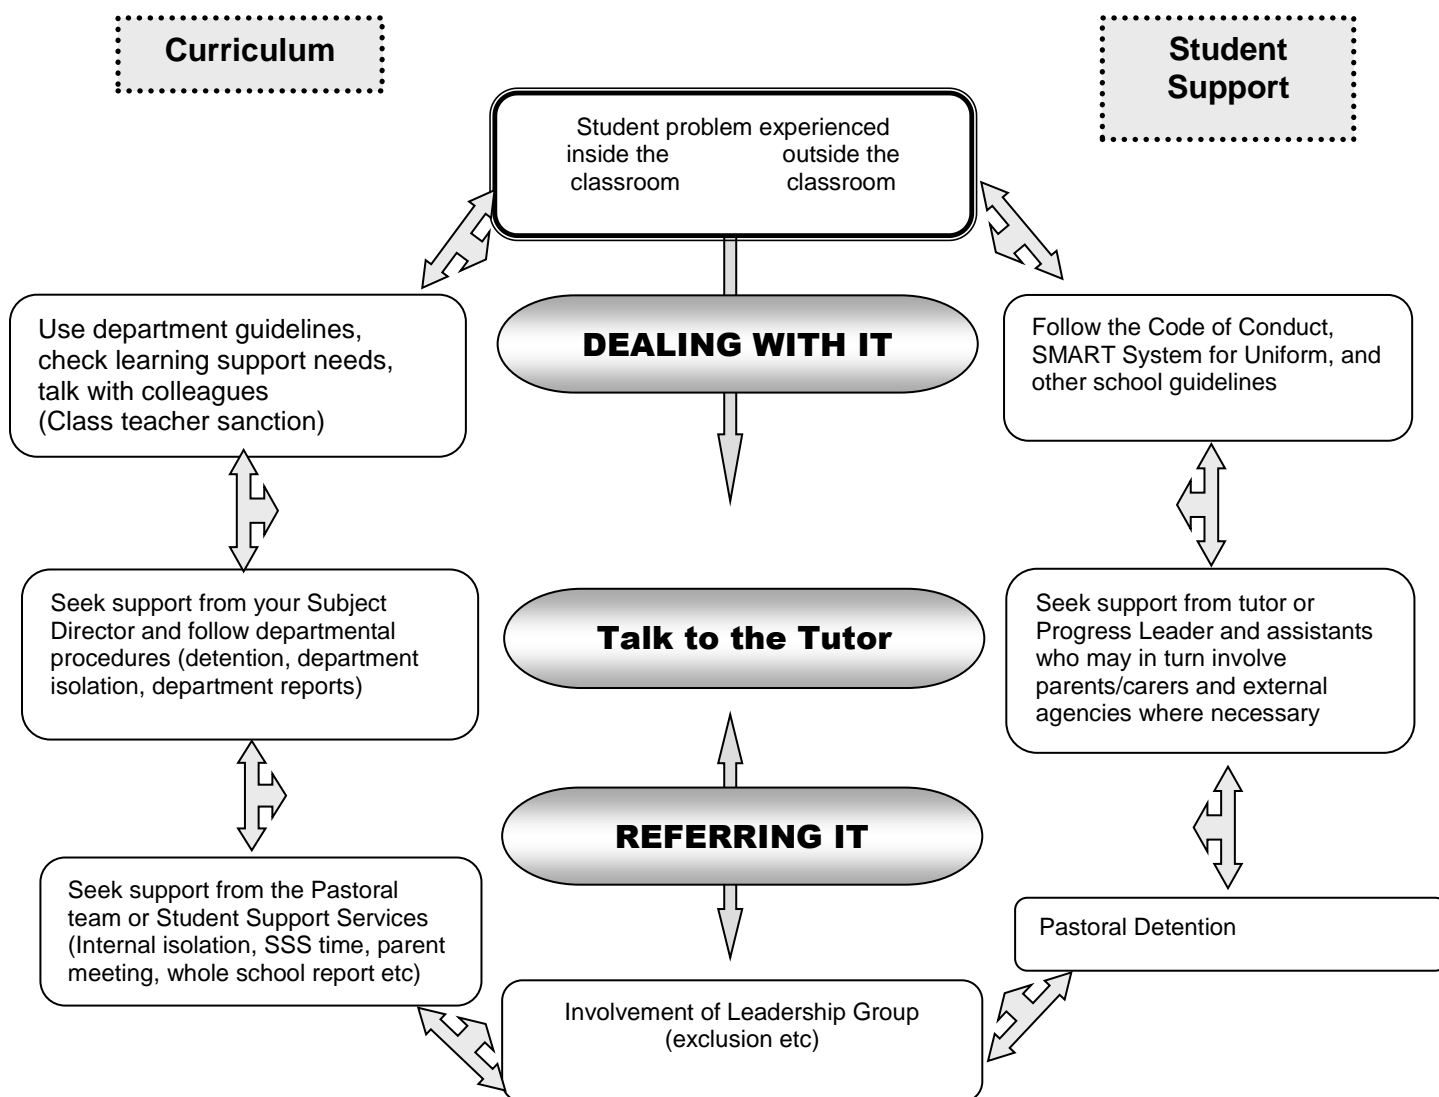 Curriculum
Student
Support
Student problem experienced
inside the outside the
classroom classroom
DEALING WITH IT
Use department guidelines,
check learning support needs,
talk with colleagues
(Class teacher sanction)
Follow the Code of Conduct,
SMART System for Uniform, and
other school guidelines
Seek support from your Subject
Director and follow departmental
procedures (detention, department
isolation, department reports)
Talk to the Tutor
Seek support from tutor or
Progress Leader and assistants
who may in turn involve
parents/carers and external
agencies where necessary
REFERRING IT
Seek support from the Pastoral
team or Student Support Services
(Internal isolation, SSS time, parent
meeting, whole school report etc)
Pastoral Detention
Involvement of Leadership Group
(exclusion etc)